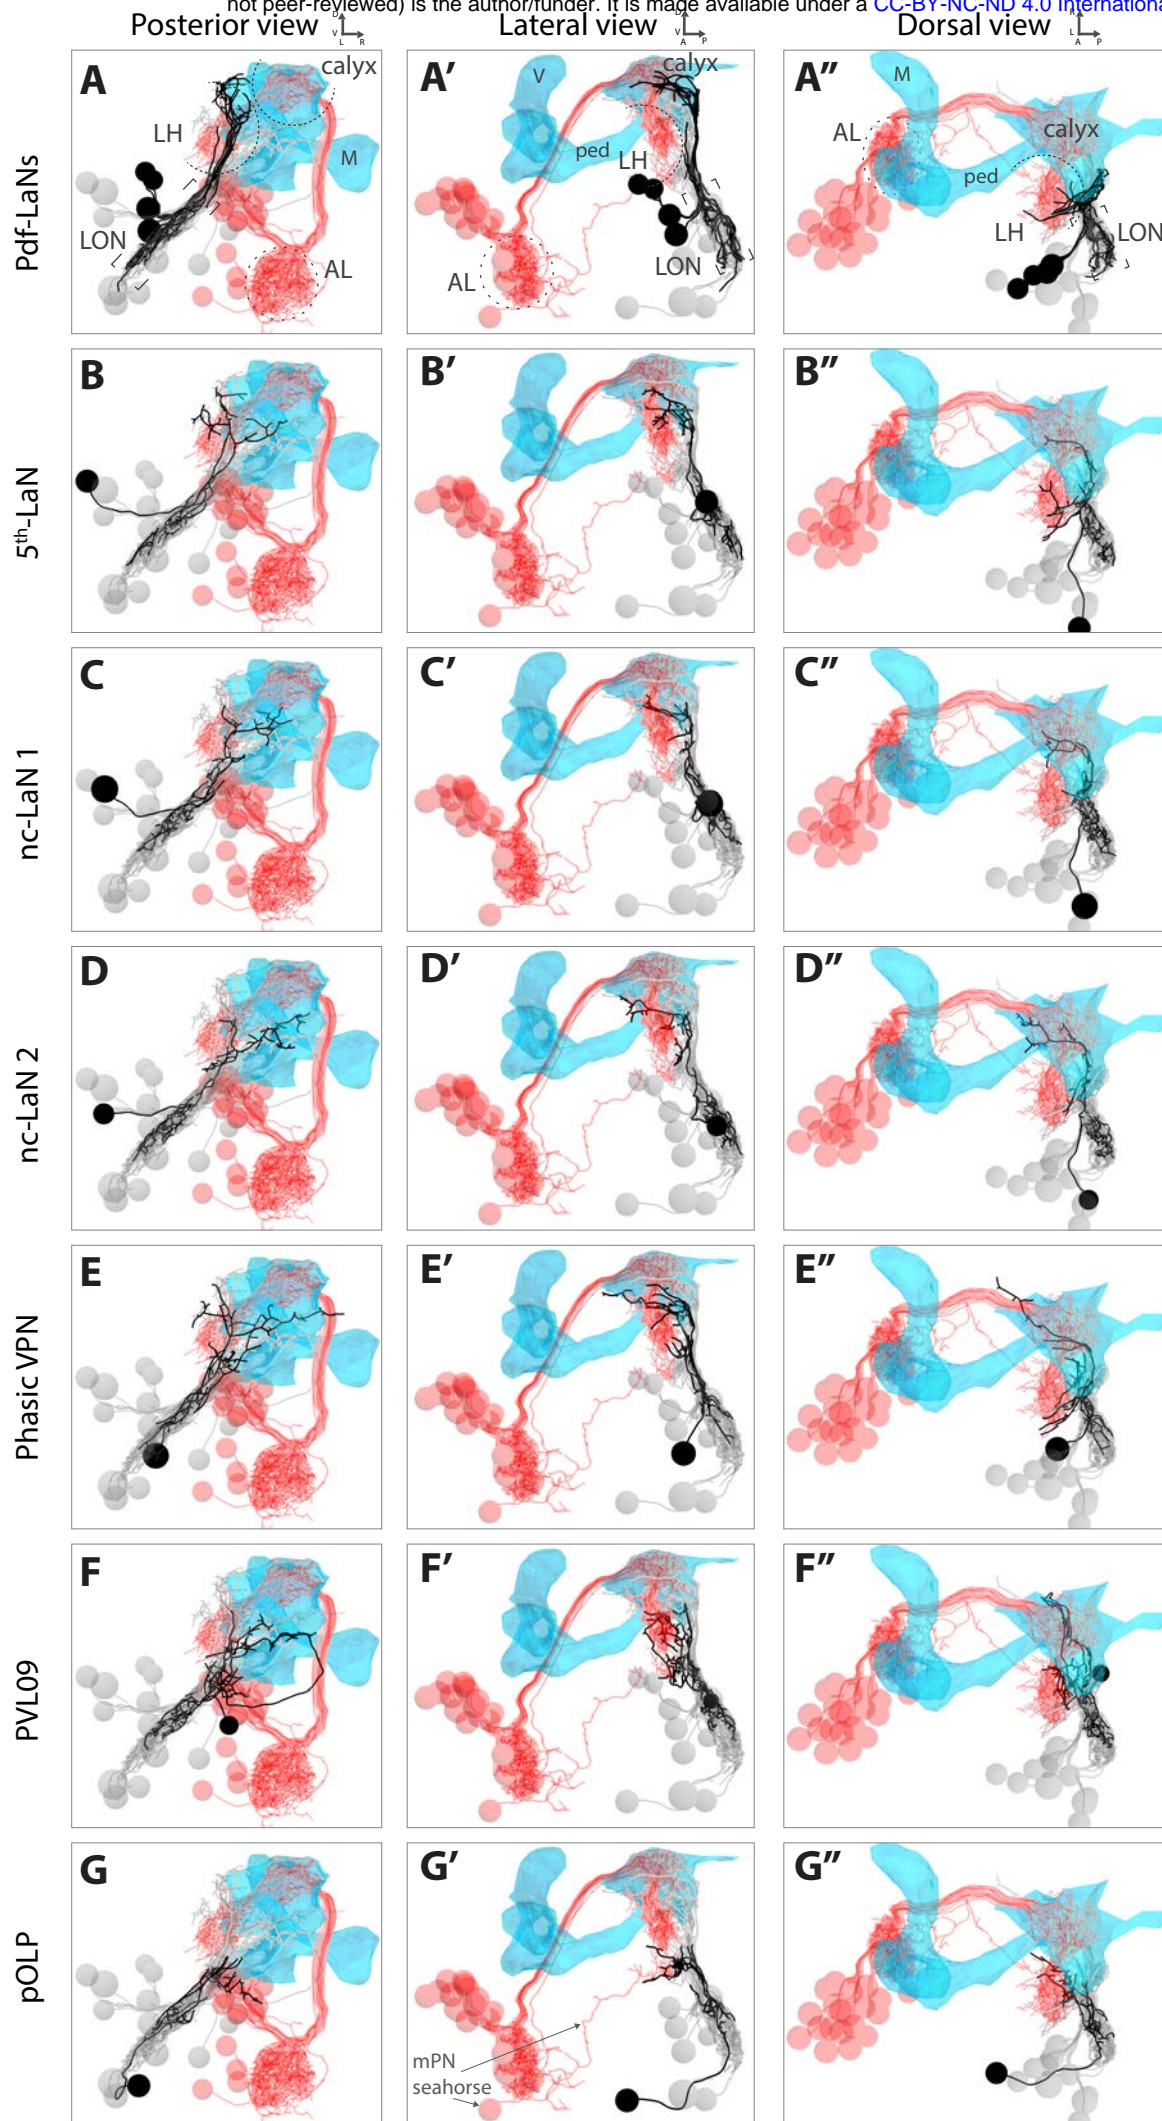 not peer-reviewed) is the author/funder. It is made available under a CC-BY-NC-ND 4.0 International
Posterior view D V L R Lateral view D V A P Dorsal view R L A P
Pdf-LaNs
A calyx LH M LON AL
A′ V calyx ped LH LON AL
A″ M AL calyx ped LH LON
5th-LaN
B B′ B″
nc-LaN 1
C C′ C″
nc-LaN 2
D D′ D″
Phasic VPN
E E′ E″
PVL09
F F′ F″
pOLP
G G′ G″
mPN
seahorse